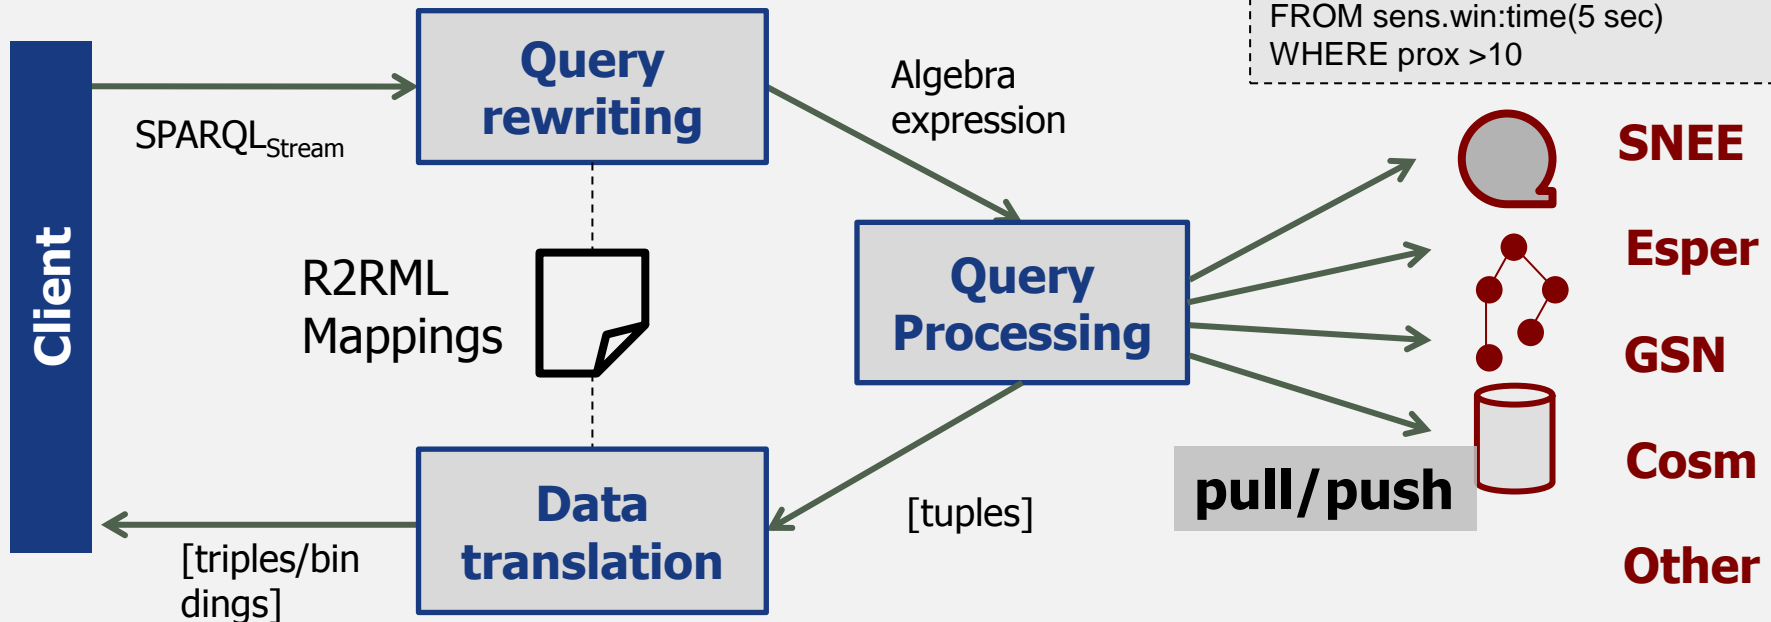 FROM sens.win:time(5 sec)
WHERE prox >10
Client
SPARQLStream
Query
rewriting
Algebra
expression
R2RML
Mappings
Query
Processing
SNEE
Esper
GSN
Cosm
Other
pull/push
[tuples]
Data
translation
[triples/bin
dings]